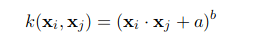 k(𝐱ᵢ, 𝐱ⱼ) = (𝐱ᵢ · 𝐱ⱼ + a)ᵇ